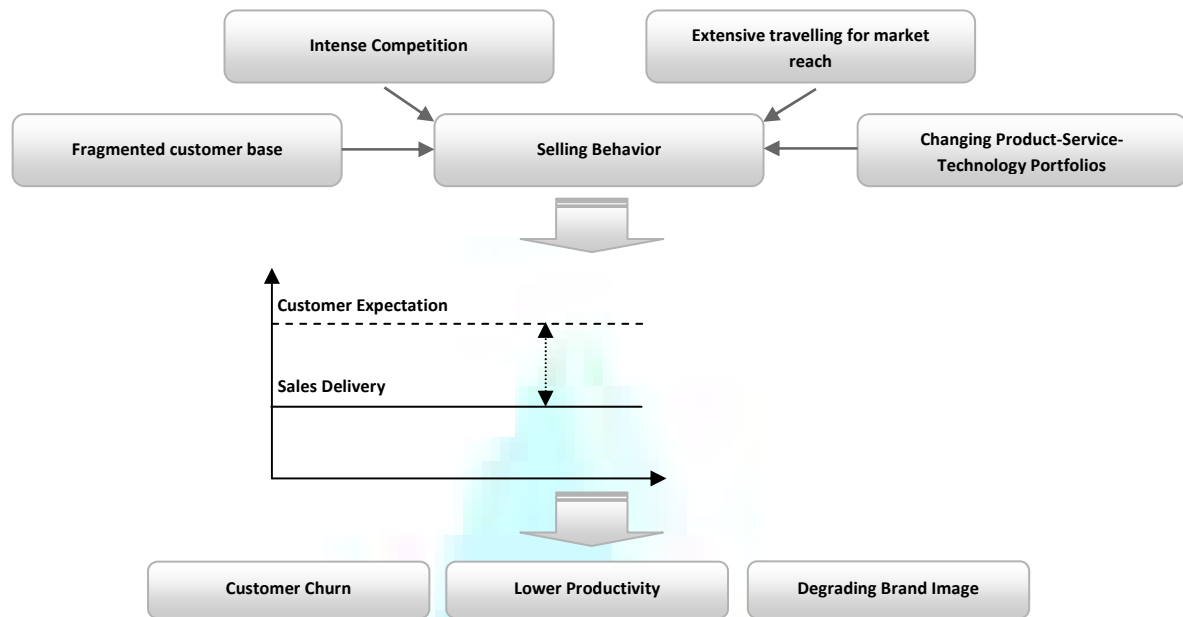 Intense Competition
Extensive travelling for market
reach
Fragmented customer base
Selling Behavior
Changing Product-Service-
Technology Portfolios
Customer Expectation
Sales Delivery
Customer Churn
Lower Productivity
Degrading Brand Image